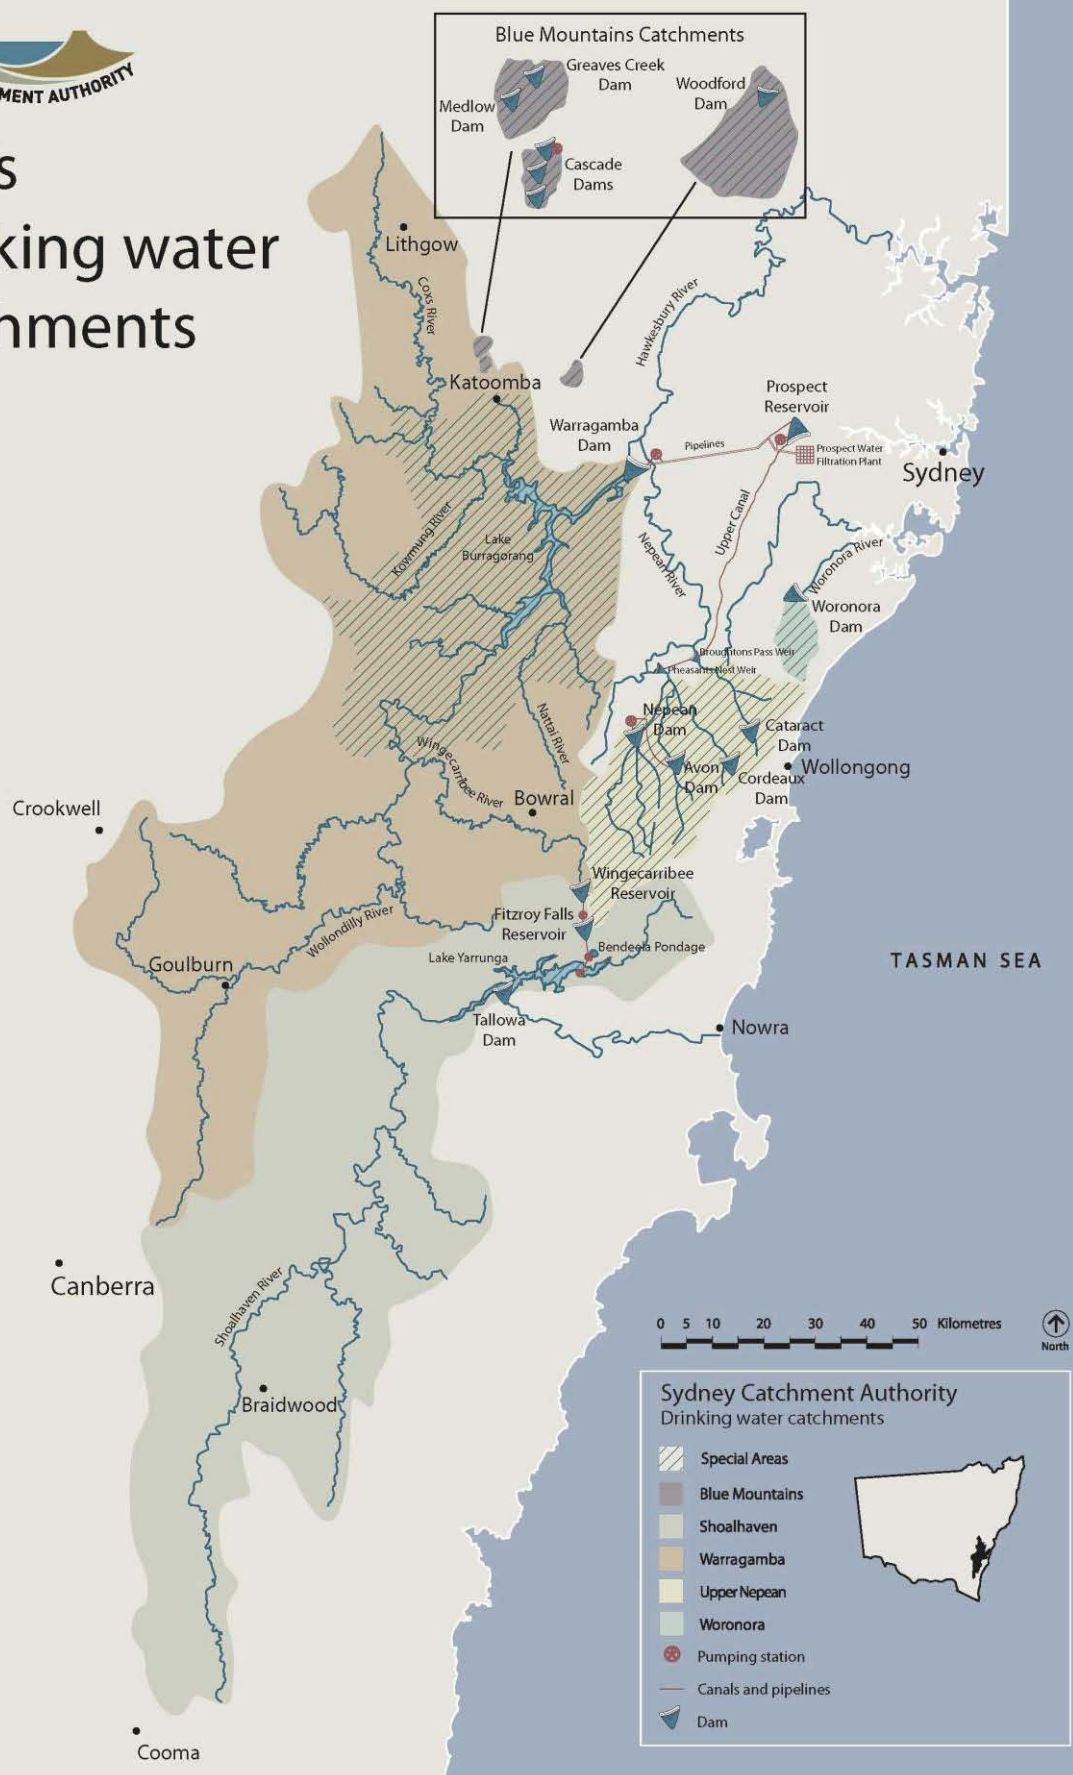 MENT AUTHORITY
s
king water
hments
Blue Mountains Catchments
Greaves Creek
Dam
Medlow
Dam
Woodford
Dam
Cascade
Dams
Lithgow
Coxs River
Hawkesbury River
Katoomba
Prospect
Reservoir
Warragamba
Dam
Pipelines
Prospect Water
Filtration Plant
Sydney
Kowmung River
Lake
Burragorang
Upper Canal
Nepean River
Woronora River
Woronora
Dam
Broughtons Pass Weir
Pheasants Nest Weir
Nepean
Dam
Nattai River
Cataract
Dam
Avon
Dam
Cordeaux
Dam
Wollongong
Wingecarribee River
Bowral
Crookwell
Wingecarribee
Reservoir
Fitzroy Falls
Reservoir
Wollondilly River
Bendeela Pondage
Lake Yarrunga
Goulburn
TASMAN SEA
Tallowa
Dam
Nowra
Canberra
Shoalhaven River
Braidwood
Cooma
0 5 10 20 30 40 50 Kilometres
North
Sydney Catchment Authority
Drinking water catchments
Special Areas
Blue Mountains
Shoalhaven
Warragamba
Upper Nepean
Woronora
Pumping station
Canals and pipelines
Dam